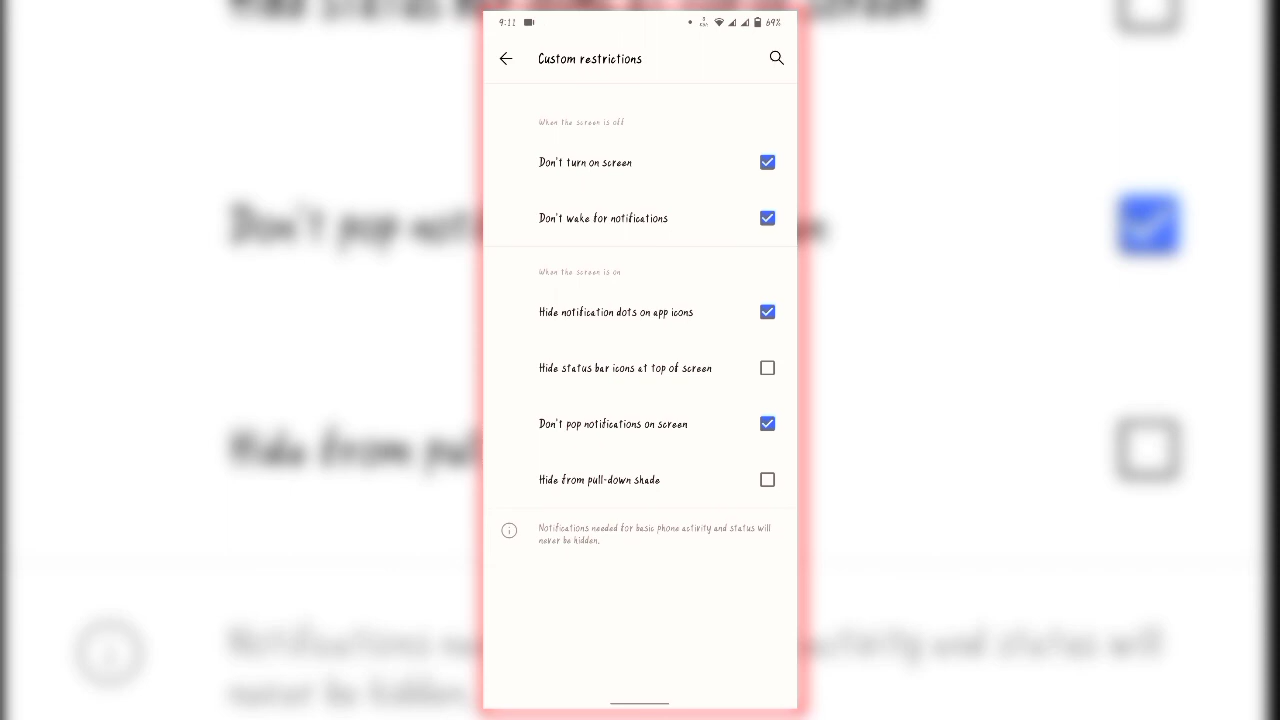 9:11
69%
Custom restrictions
When the screen is off
Don't turn on screen
Don't wake for notifications
When the screen is on
Hide notification dots on app icons
Hide status bar icons at top of screen
Don't pop notifications on screen
Hide from pull-down shade
Notifications needed for basic phone activity and status will
never be hidden.